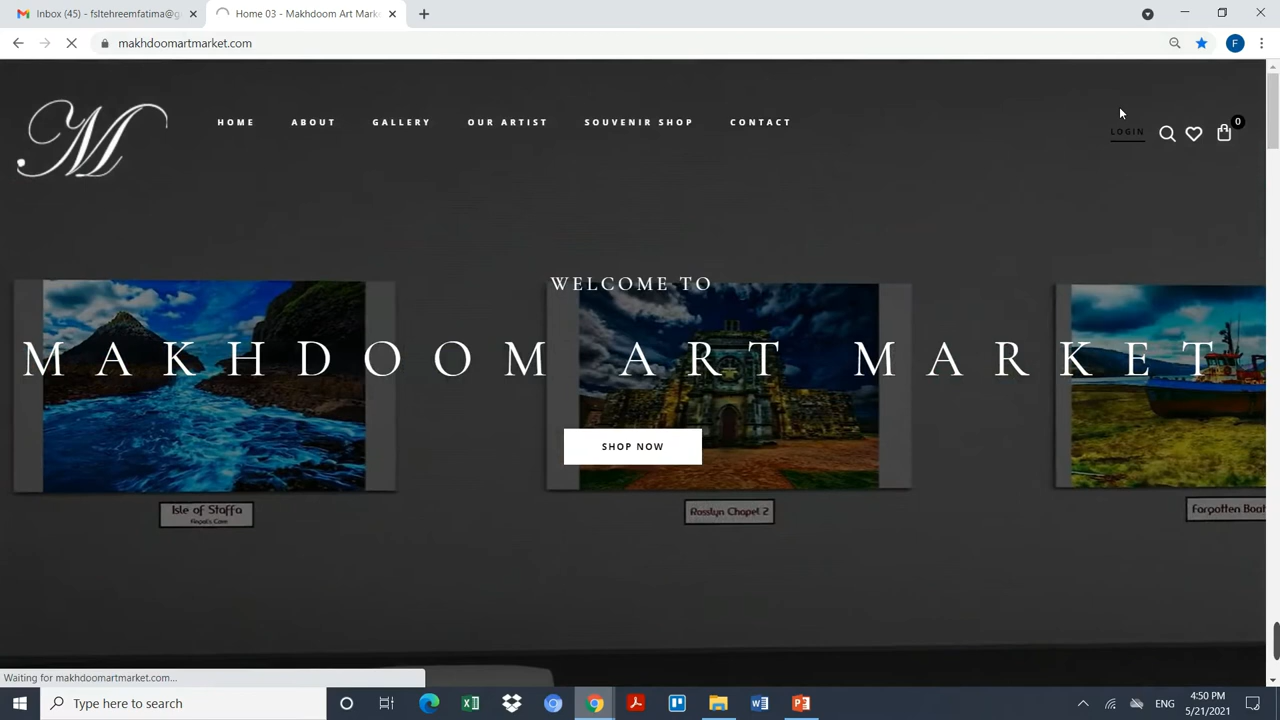 Inbox (45) - fsltehreemfatima@g
Home 03 - Makhdoom Art Mark
makhdoomartmarket.com
F
M
HOME ABOUT GALLERY OUR ARTIST SOUVENIR SHOP CONTACT
LOGIN
0
WELCOME TO
MAKHDOOM ART MARKET
SHOP NOW
Isle of Staffa
Fingal's Cave
Rosslyn Chapel 2
Forgotten Boat
Waiting for makhdoomartmarket.com...
Type here to search
ENG
4:50 PM
5/21/2021